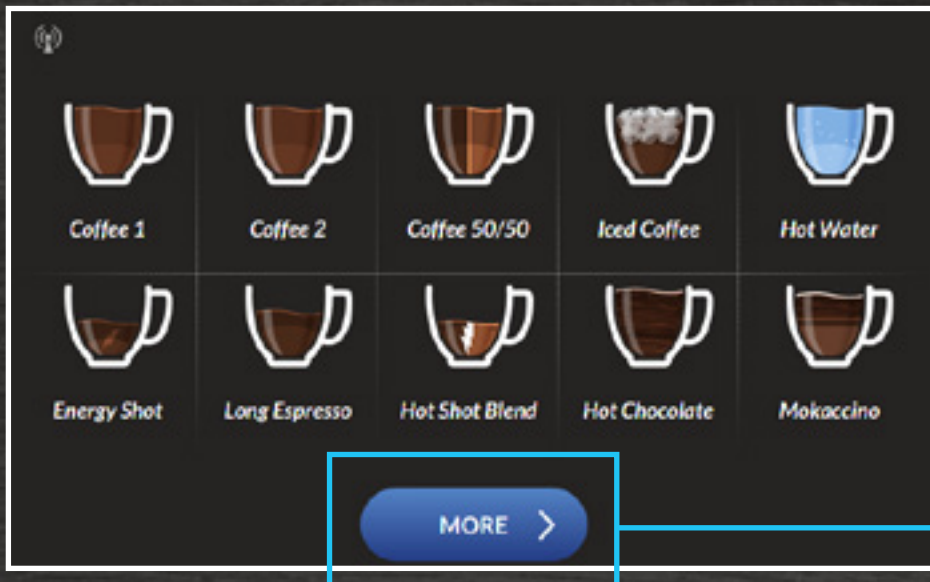 Coffee 1
Coffee 2
Coffee 50/50
Iced Coffee
Hot Water
Energy Shot
Long Espresso
Hot Shot Blend
Hot Chocolate
Mokaccino
MORE